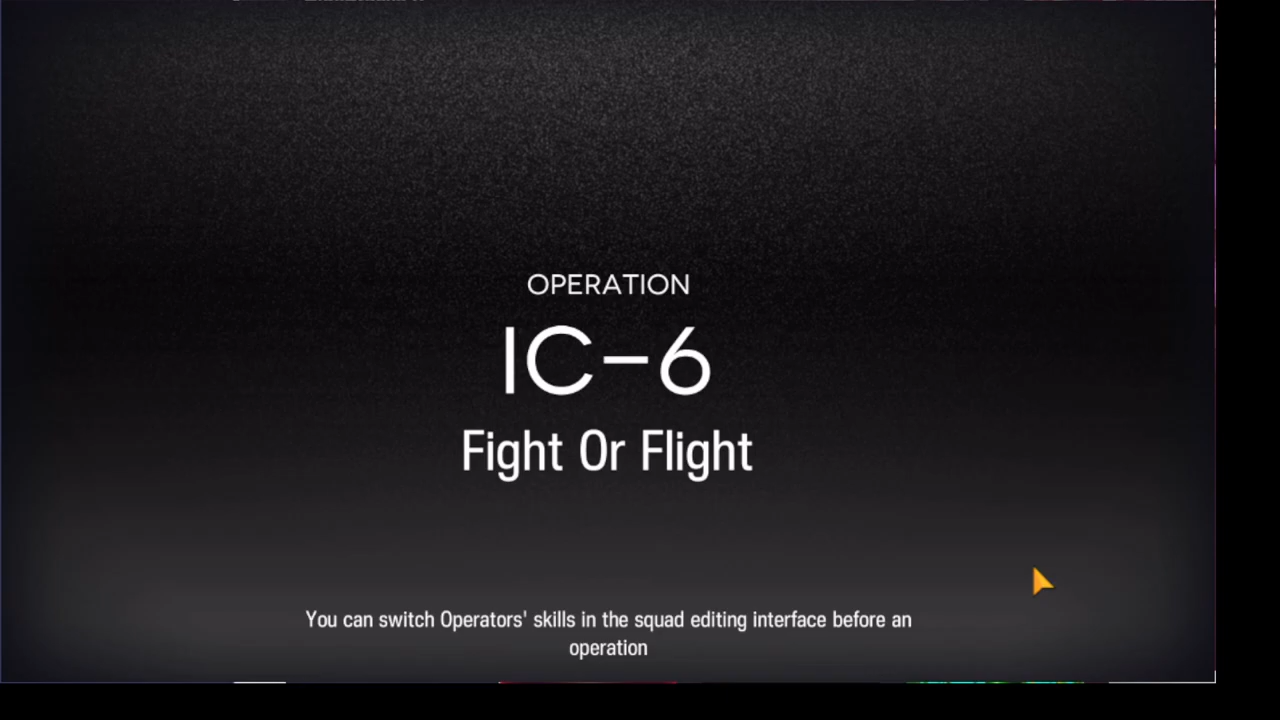 OPERATION
IC-6
Fight Or Flight
You can switch Operators' skills in the squad editing interface before an
operation